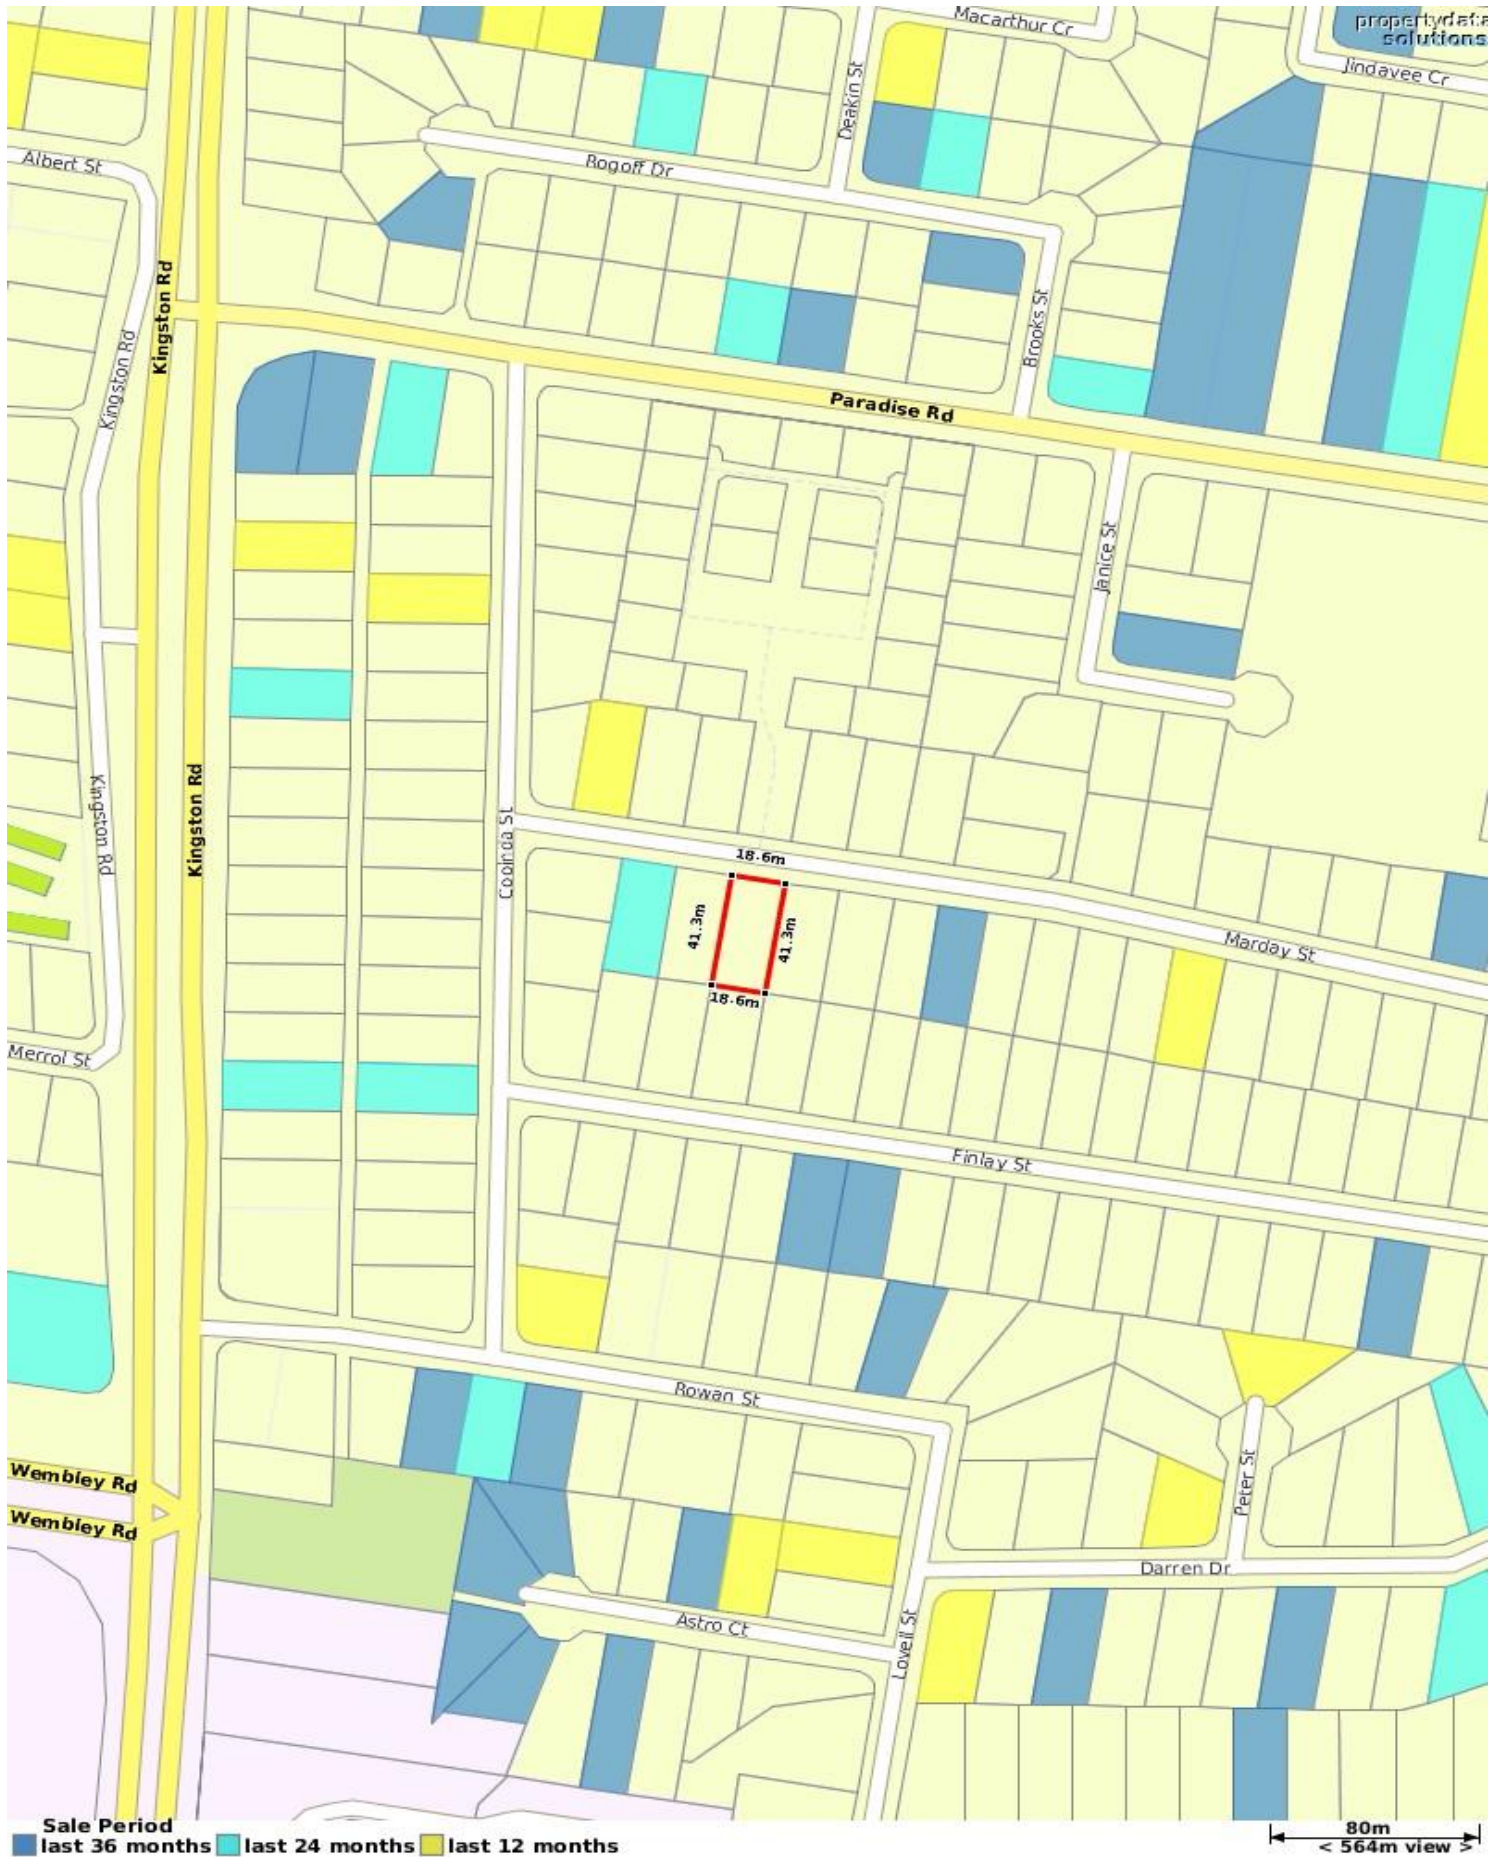 Macarthur Cr
propertydata
solutions
Jindavee Cr
Deakin St
Albert St
Rogoff Dr
Kingston Rd
Kingston Rd
Brooks St
Paradise Rd
Janice St
Kingston Rd
Kingston Rd
Coolnda St
18.6m
41.3m
41.3m
18.6m
Marday St
Merrol St
Finlay St
Rowan St
Wembley Rd
Wembley Rd
Peter St
Darren Dr
Astro Ct
Lovell St
Sale Period
last 36 months last 24 months last 12 months
80m
< 564m view >